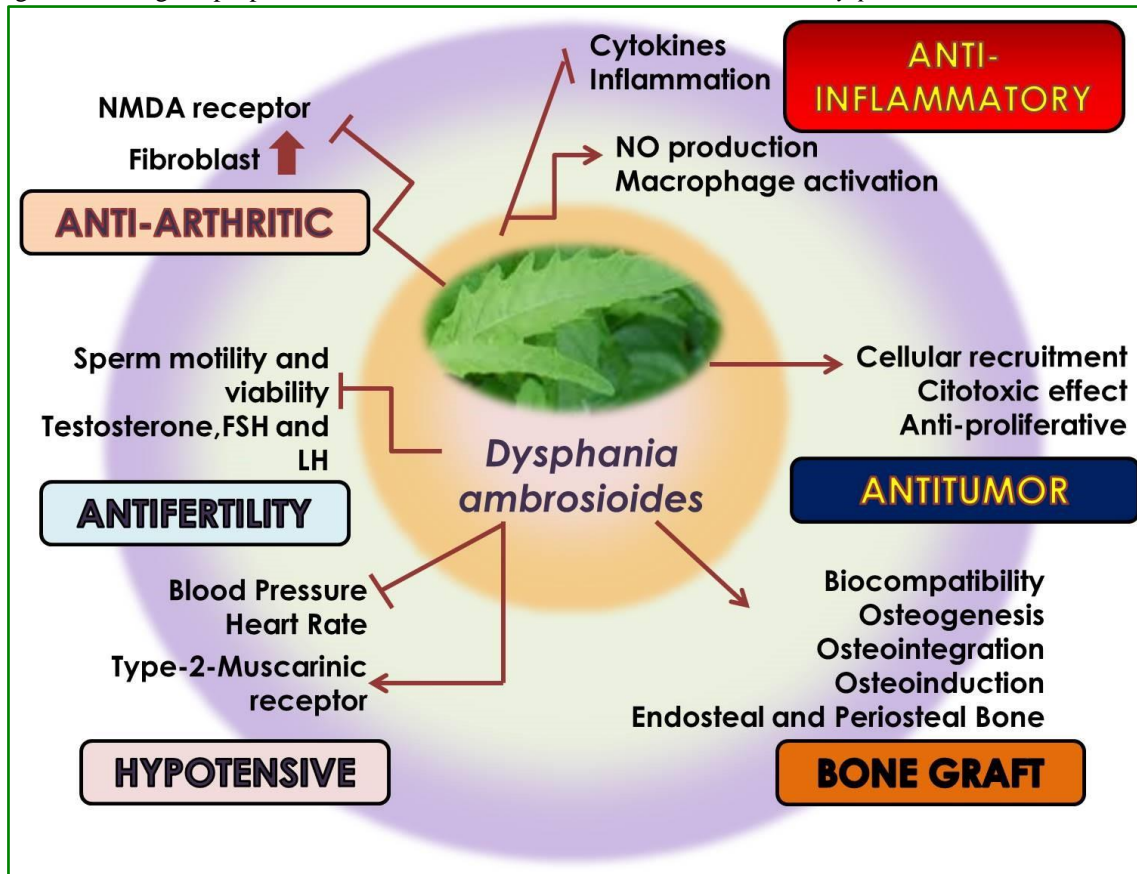 Cytokines
Inflammation
ANTI-
INFLAMMATORY
NMDA receptor
Fibroblast
ANTI-ARTHRITIC
NO production
Macrophage activation
Sperm motility and
viability
Testosterone,FSH and
LH
ANTIFERTILITY
Cellular recruitment
Citotoxic effect
Anti-proliferative
ANTITUMOR
Dysphania
ambrosioides
Blood Pressure
Heart Rate
Type-2-Muscarinic
receptor
HYPOTENSIVE
Biocompatibility
Osteogenesis
Osteointegration
Osteoinduction
Endosteal and Periosteal Bone
BONE GRAFT